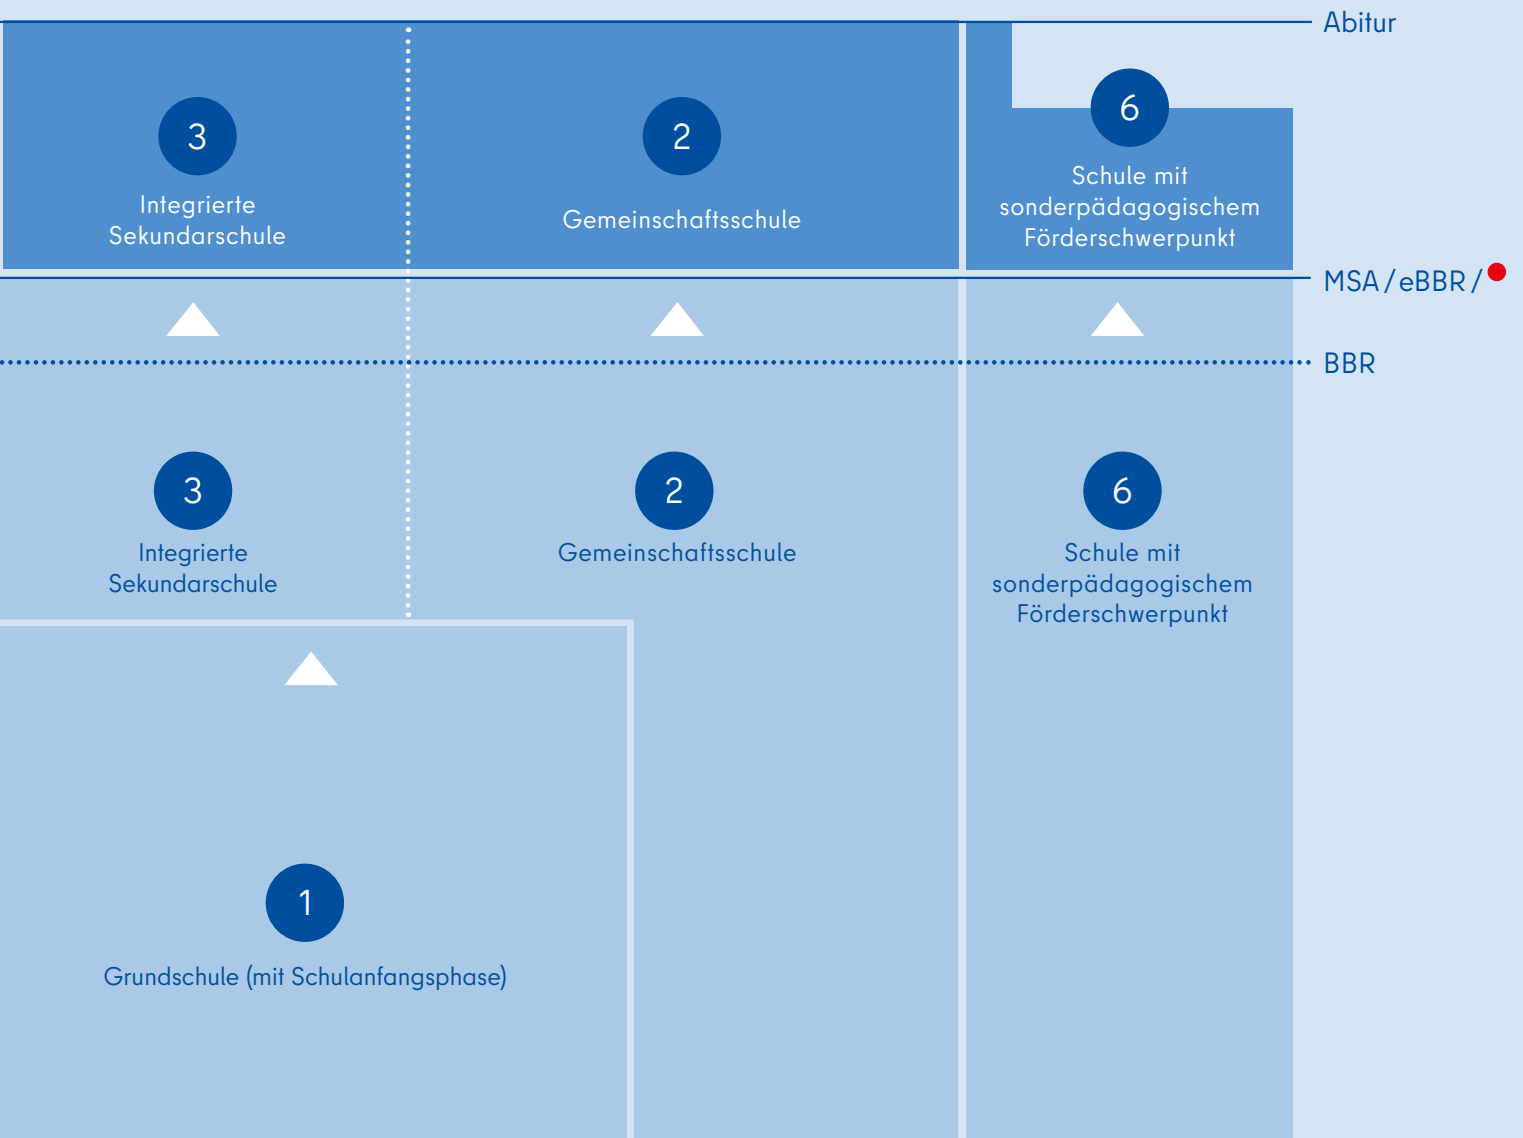 Abitur
3
Integrierte
Sekundarschule
2
Gemeinschaftsschule
6
Schule mit
sonderpädagogischem
Förderschwerpunkt
MSA/eBBR/
BBR
3
Integrierte
Sekundarschule
2
Gemeinschaftsschule
6
Schule mit
sonderpädagogischem
Förderschwerpunkt
1
Grundschule (mit Schulanfangsphase)